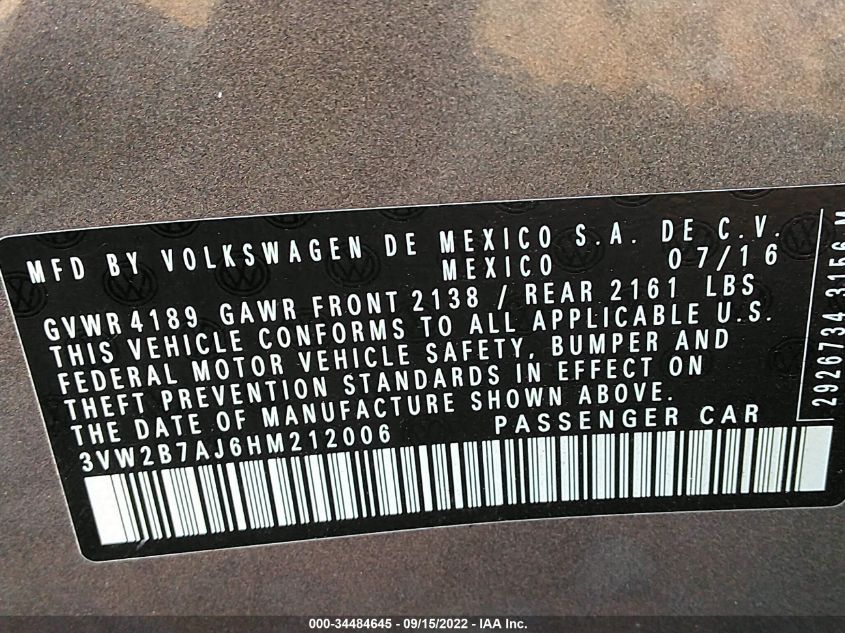 MFD BY VOLKSWAGEN DE MEXICO S.A. DE C.V.
MEXICO 07/16
GVWR 4189 GAWR FRONT 2138 / REAR 2161 LBS
THIS VEHICLE CONFORMS TO ALL APPLICABLE U.S.
FEDERAL MOTOR VEHICLE SAFETY, BUMPER AND
THEFT PREVENTION STANDARDS IN EFFECT ON
THE DATE OF MANUFACTURE SHOWN ABOVE.
3VW2B7AJ6HM212006 PASSENGER CAR
2926734 3156 M
000-34484645 - 09/15/2022 - IAA Inc.